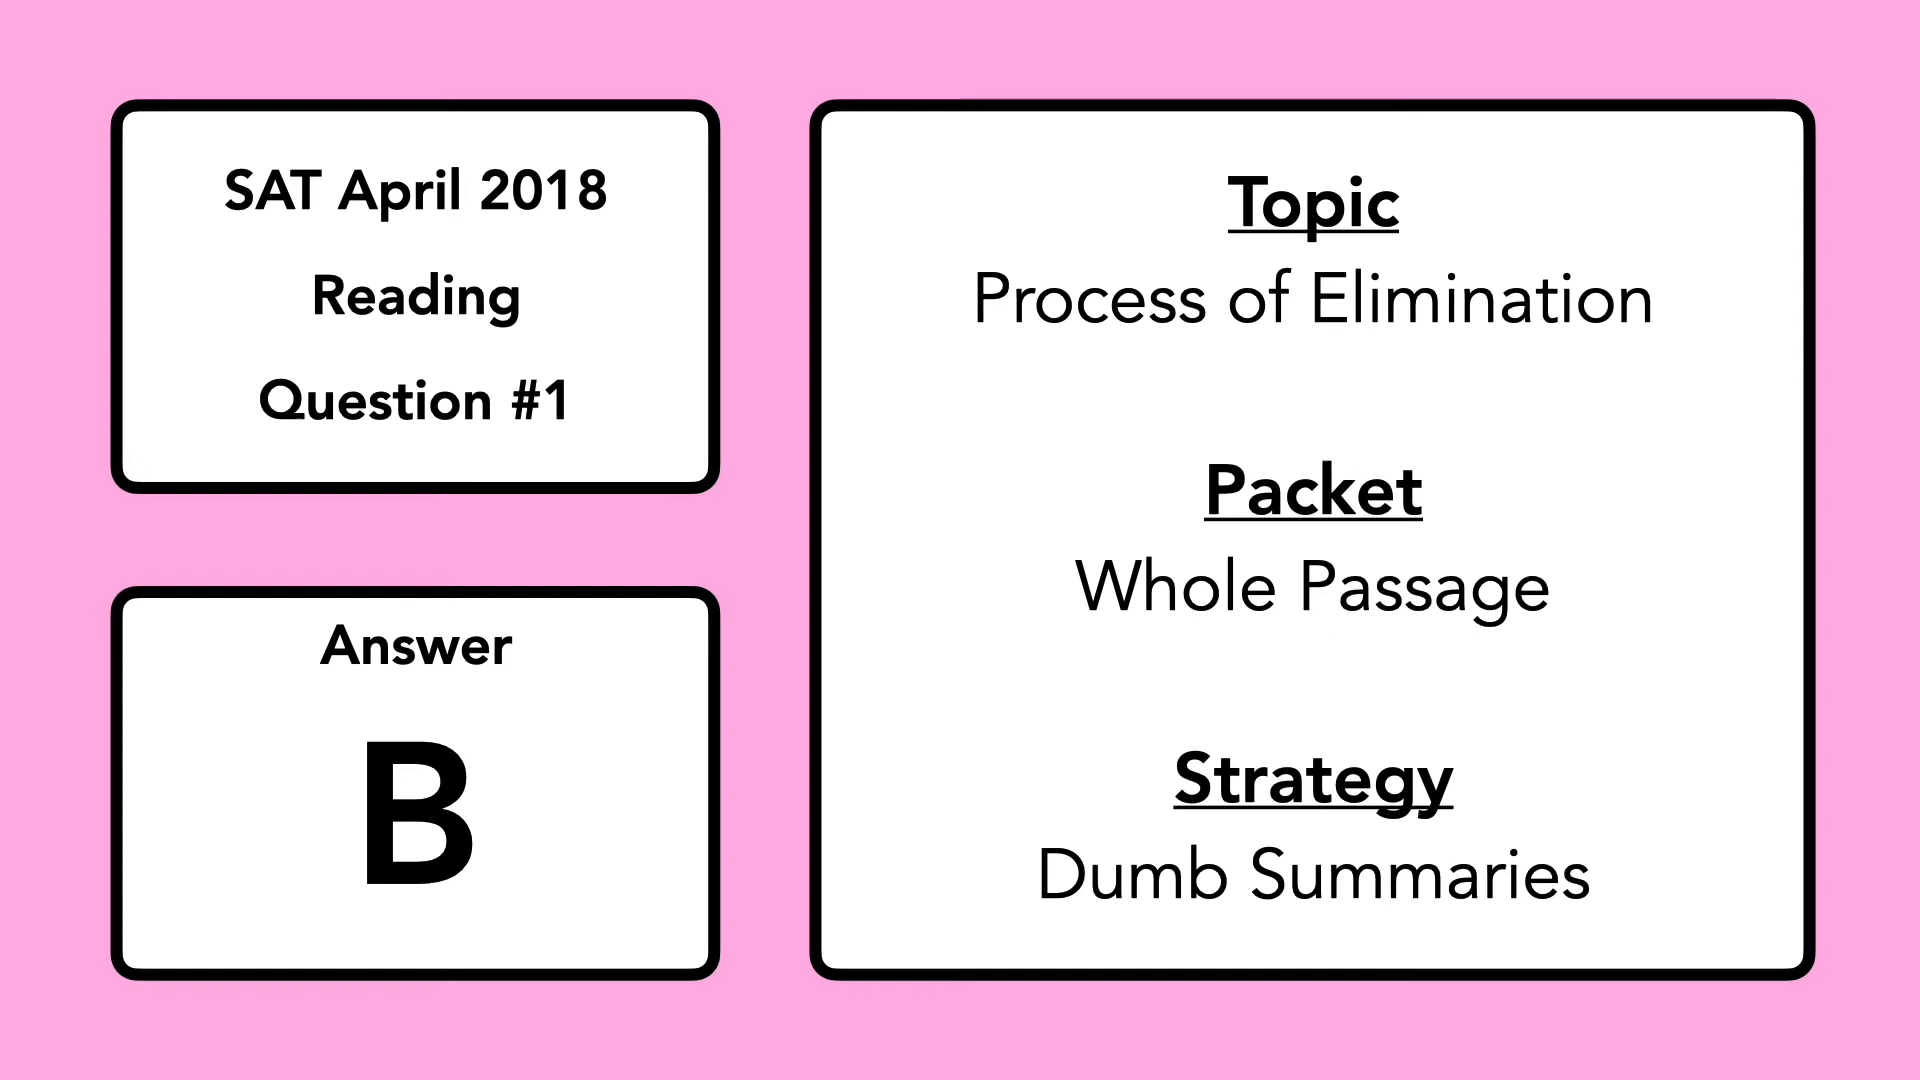 SAT April 2018
Reading
Question #1
Answer
B
Topic
Process of Elimination
Packet
Whole Passage
Strategy
Dumb Summaries